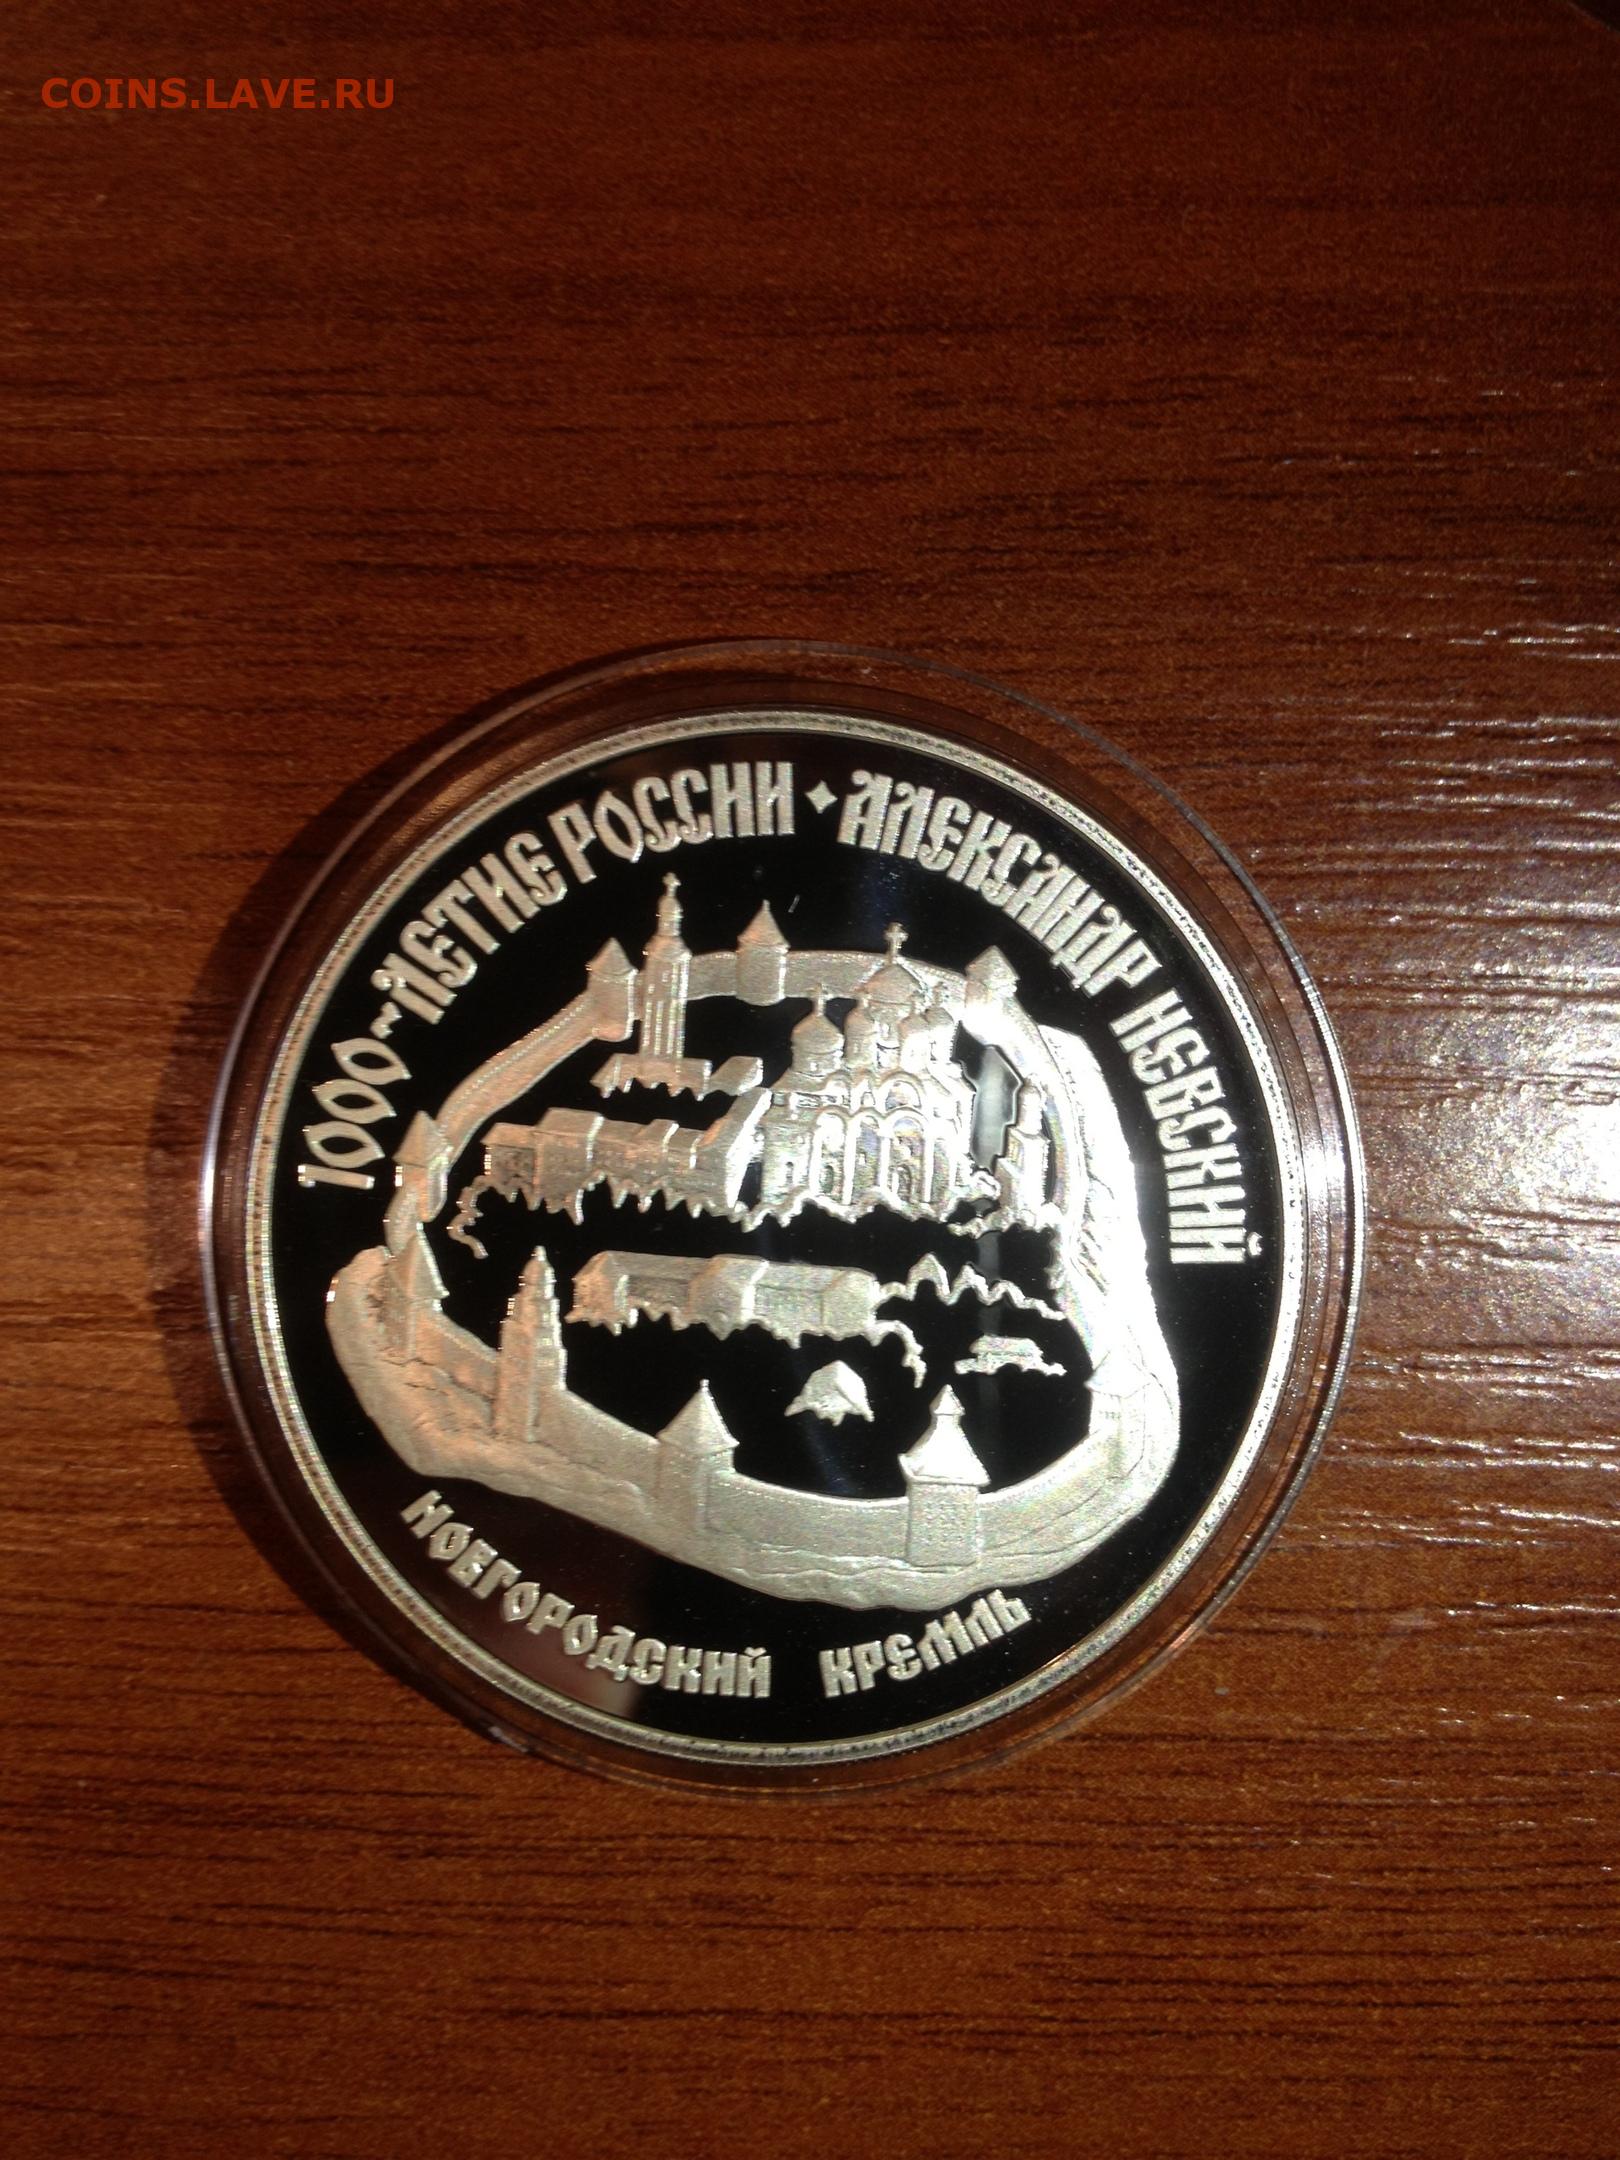 COINS.LAVE.RU
1000-ЛЕТИЕ РОССИИ · АЛЕКСАНДР НЕВСКИЙ
НОВГОРОДСКИЙ КРЕМЛЬ